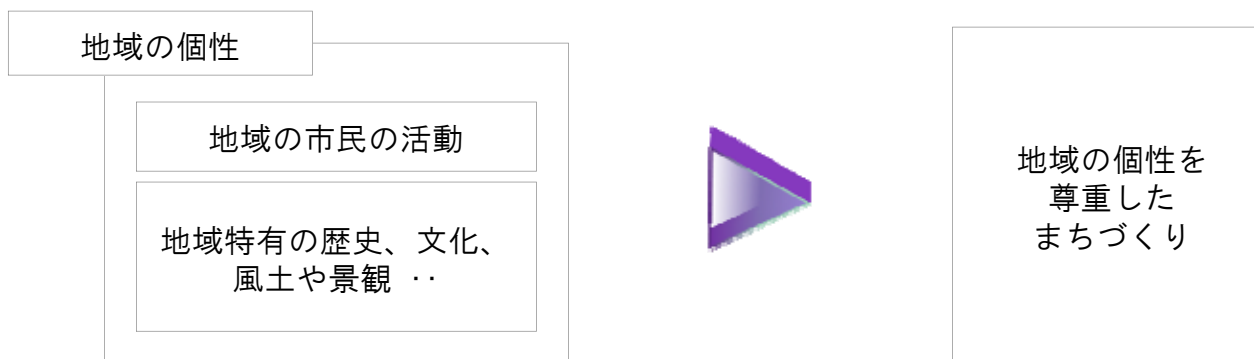 地域の個性
地域の市民の活動
地域特有の歴史、文化、
風土や景観 ‥
地域の個性を
尊重した
まちづくり